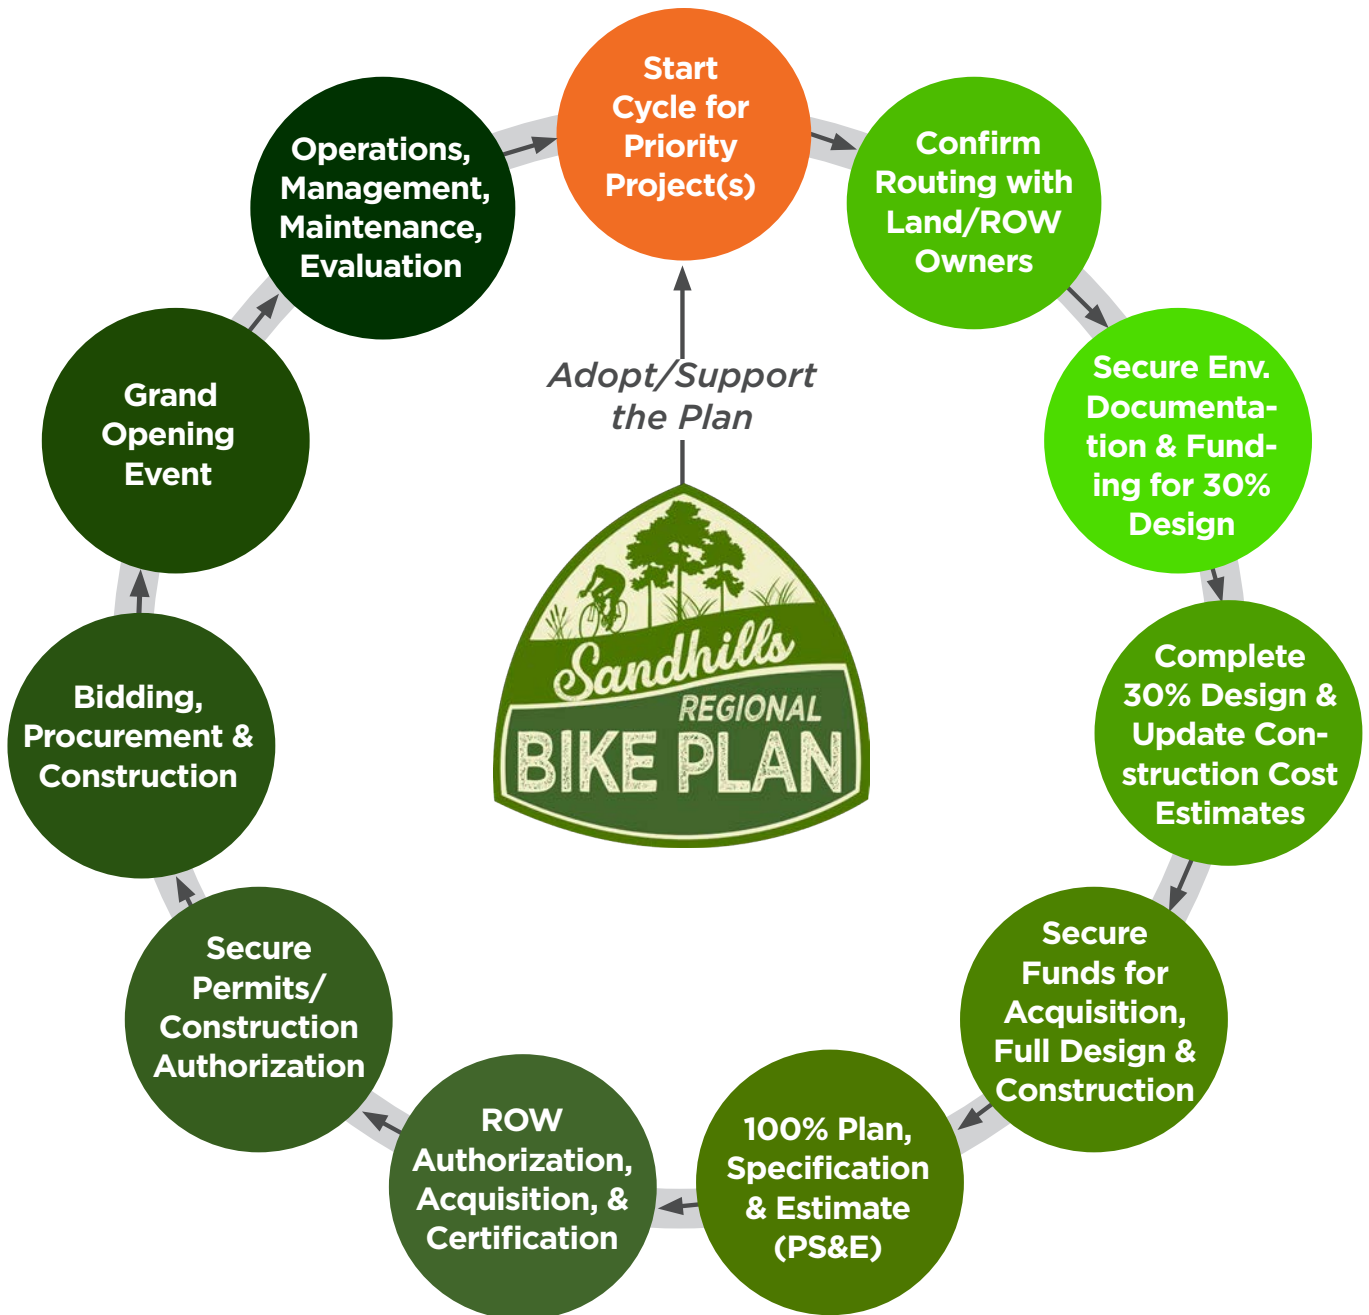 Start
Cycle for
Priority
Project(s)
Confirm
Routing with
Land/ROW
Owners
Secure Env.
Documenta-
tion & Fund-
ing for 30%
Design
Complete
30% Design &
Update Con-
struction Cost
Estimates
Secure
Funds for
Acquisition,
Full Design &
Construction
100% Plan,
Specification
& Estimate
(PS&E)
ROW
Authorization,
Acquisition, &
Certification
Secure
Permits/
Construction
Authorization
Bidding,
Procurement &
Construction
Grand
Opening
Event
Operations,
Management,
Maintenance,
Evaluation
Adopt/Support
the Plan
Sandhills
REGIONAL
BIKE PLAN